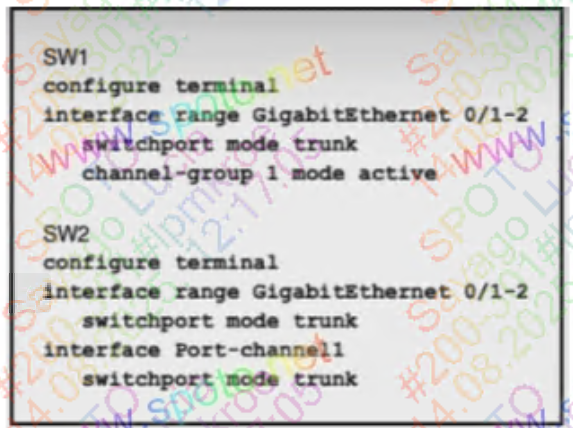 SW1
configure terminal
interface range GigabitEthernet 0/1-2
switchport mode trunk
channel-group 1 mode active
SW2
configure terminal
interface range GigabitEthernet 0/1-2
switchport mode trunk
interface Port-channel1
switchport mode trunk